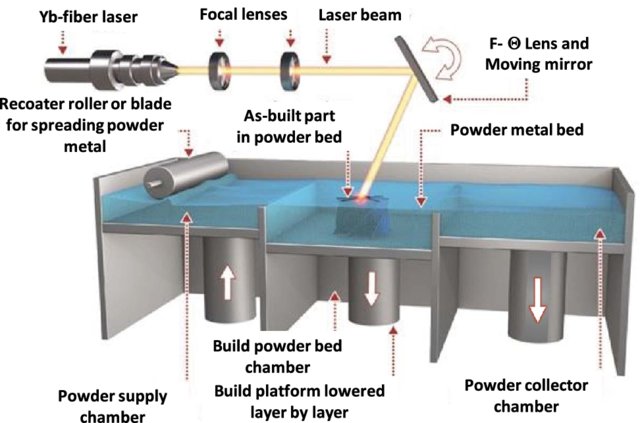 Yb-fiber laser
Focal lenses
Laser beam
F- Θ Lens and
Moving mirror
Recoater roller or blade
for spreading powder
metal
As-built part
in powder bed
Powder metal bed
Build powder bed
chamber
Build platform lowered
layer by layer
Powder supply
chamber
Powder collector
chamber